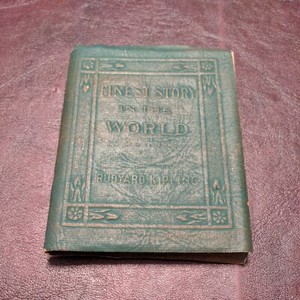 FINEST STORY
IN THE
WORLD
RUDYARD KIPLING